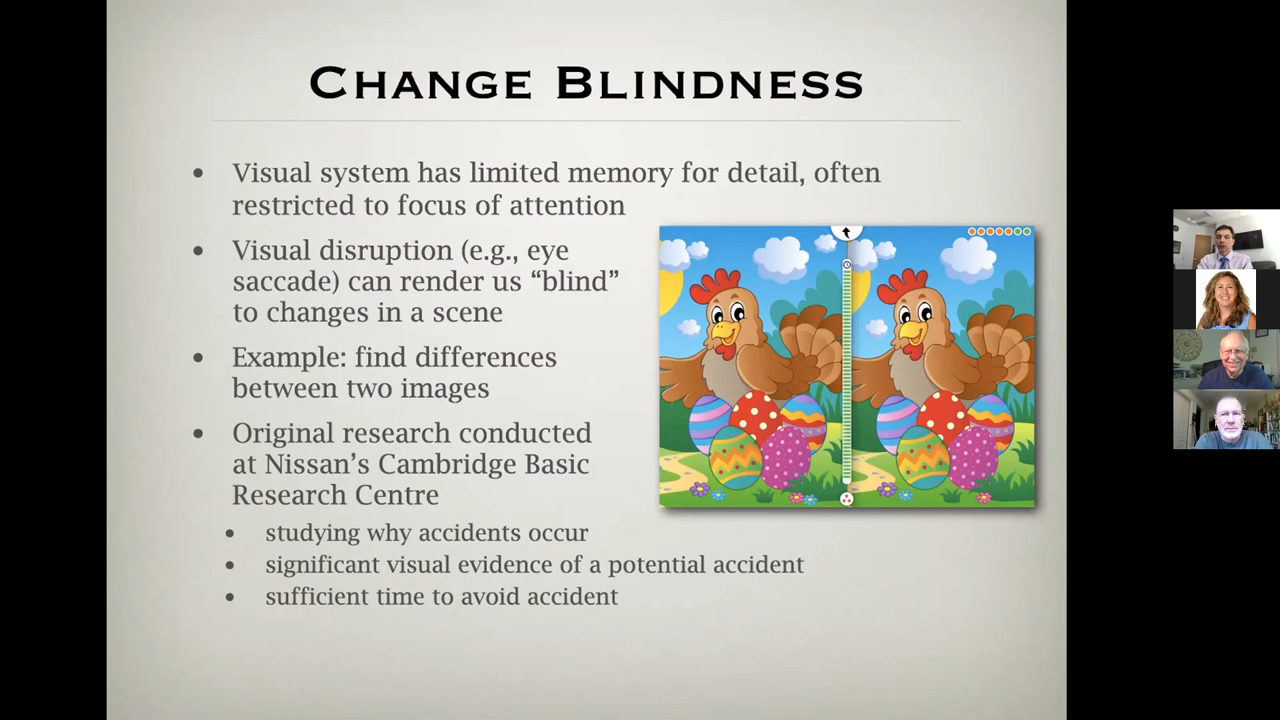 CHANGE BLINDNESS
• Visual system has limited memory for detail, often
restricted to focus of attention
• Visual disruption (e.g., eye
saccade) can render us “blind”
to changes in a scene
• Example: find differences
between two images
• Original research conducted
at Nissan’s Cambridge Basic
Research Centre
• studying why accidents occur
• significant visual evidence of a potential accident
• sufficient time to avoid accident